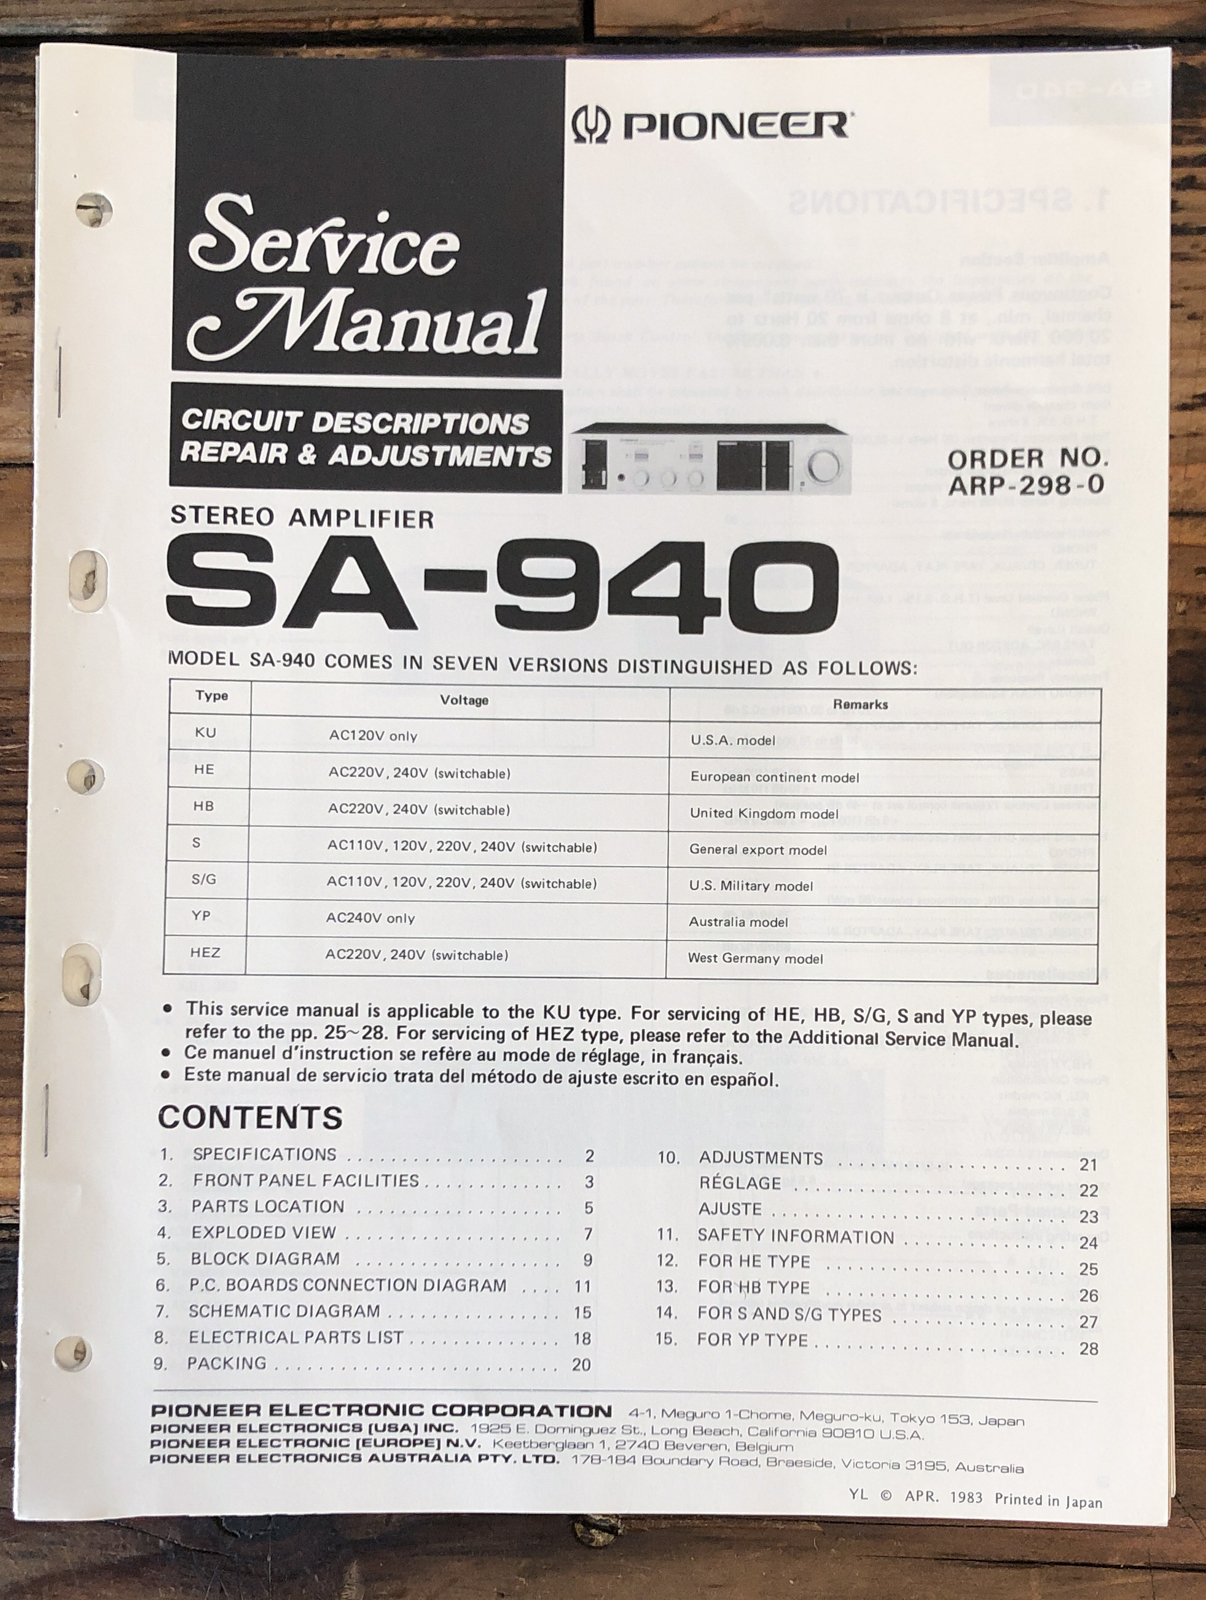 PIONEER
Service
Manual
CIRCUIT DESCRIPTIONS
REPAIR & ADJUSTMENTS
ORDER NO.
ARP-298-0
STEREO AMPLIFIER
SA-940
MODEL SA-940 COMES IN SEVEN VERSIONS DISTINGUISHED AS FOLLOWS:
Type Voltage Remarks
KU AC120V only U.S.A. model
HE AC220V, 240V (switchable) European continent model
HB AC220V, 240V (switchable) United Kingdom model
S AC110V, 120V, 220V, 240V (switchable) General export model
S/G AC110V, 120V, 220V, 240V (switchable) U.S. Military model
YP AC240V only Australia model
HEZ AC220V, 240V (switchable) West Germany model
• This service manual is applicable to the KU type. For servicing of HE, HB, S/G, S and YP types, please
refer to the pp. 25~28. For servicing of HEZ type, please refer to the Additional Service Manual.
• Ce manuel d'instruction se refère au mode de réglage, in français.
• Este manual de servicio trata del método de ajuste escrito en español.
CONTENTS
1. SPECIFICATIONS .................... 2
2. FRONT PANEL FACILITIES ............. 3
3. PARTS LOCATION ................... 5
4. EXPLODED VIEW .................... 7
5. BLOCK DIAGRAM ................... 9
6. P.C. BOARDS CONNECTION DIAGRAM .... 11
7. SCHEMATIC DIAGRAM ................ 15
8. ELECTRICAL PARTS LIST .............. 18
9. PACKING .......................... 20
10. ADJUSTMENTS ..................... 21
RÉGLAGE ......................... 22
AJUSTE ........................... 23
11. SAFETY INFORMATION ............... 24
12. FOR HE TYPE ...................... 25
13. FOR HB TYPE ...................... 26
14. FOR S AND S/G TYPES ................ 27
15. FOR YP TYPE ....................... 28
PIONEER ELECTRONIC CORPORATION 4-1, Meguro 1-Chome, Meguro-ku, Tokyo 153, Japan
PIONEER ELECTRONICS [USA] INC. 1925 E. Dominguez St., Long Beach, California 90810 U.S.A.
PIONEER ELECTRONIC [EUROPE] N.V. Keetberglaan 1, 2740 Beveren, Belgium
PIONEER ELECTRONICS AUSTRALIA PTY. LTD. 178-184 Boundary Road, Braeside, Victoria 3195, Australia
YL © APR. 1983 Printed in Japan